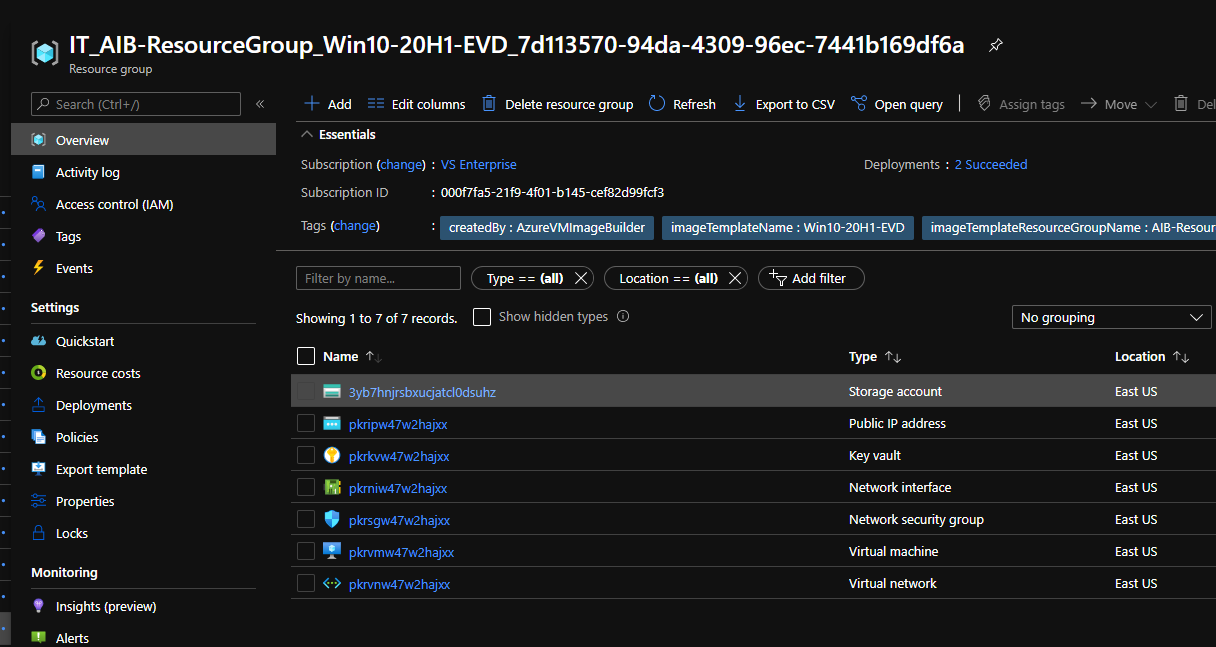 IT_AIB-ResourceGroup_Win10-20H1-EVD_7d113570-94da-4309-96ec-7441b169df6a
Resource group
Search (Ctrl+/)
«
Add
Edit columns
Delete resource group
Refresh
Export to CSV
Open query
Assign tags
Move
Del
Overview
Activity log
Access control (IAM)
Tags
Events
Settings
Quickstart
Resource costs
Deployments
Policies
Export template
Properties
Locks
Monitoring
Insights (preview)
Alerts
Essentials
Subscription (change) : VS Enterprise
Deployments : 2 Succeeded
Subscription ID : 000f7fa5-21f9-4f01-b145-cef82d99fcf3
Tags (change) : createdBy : AzureVMImageBuilder imageTemplateName : Win10-20H1-EVD imageTemplateResourceGroupName : AIB-Resour
Filter by name... Type == (all) Location == (all) Add filter
Showing 1 to 7 of 7 records. Show hidden types No grouping
Name Type Location
3yb7hnjrsbxucjatcl0dsuhz Storage account East US
pkripw47w2hajxx Public IP address East US
pkrkvw47w2hajxx Key vault East US
pkrniw47w2hajxx Network interface East US
pkrsgw47w2hajxx Network security group East US
pkrvmw47w2hajxx Virtual machine East US
pkrvnw47w2hajxx Virtual network East US